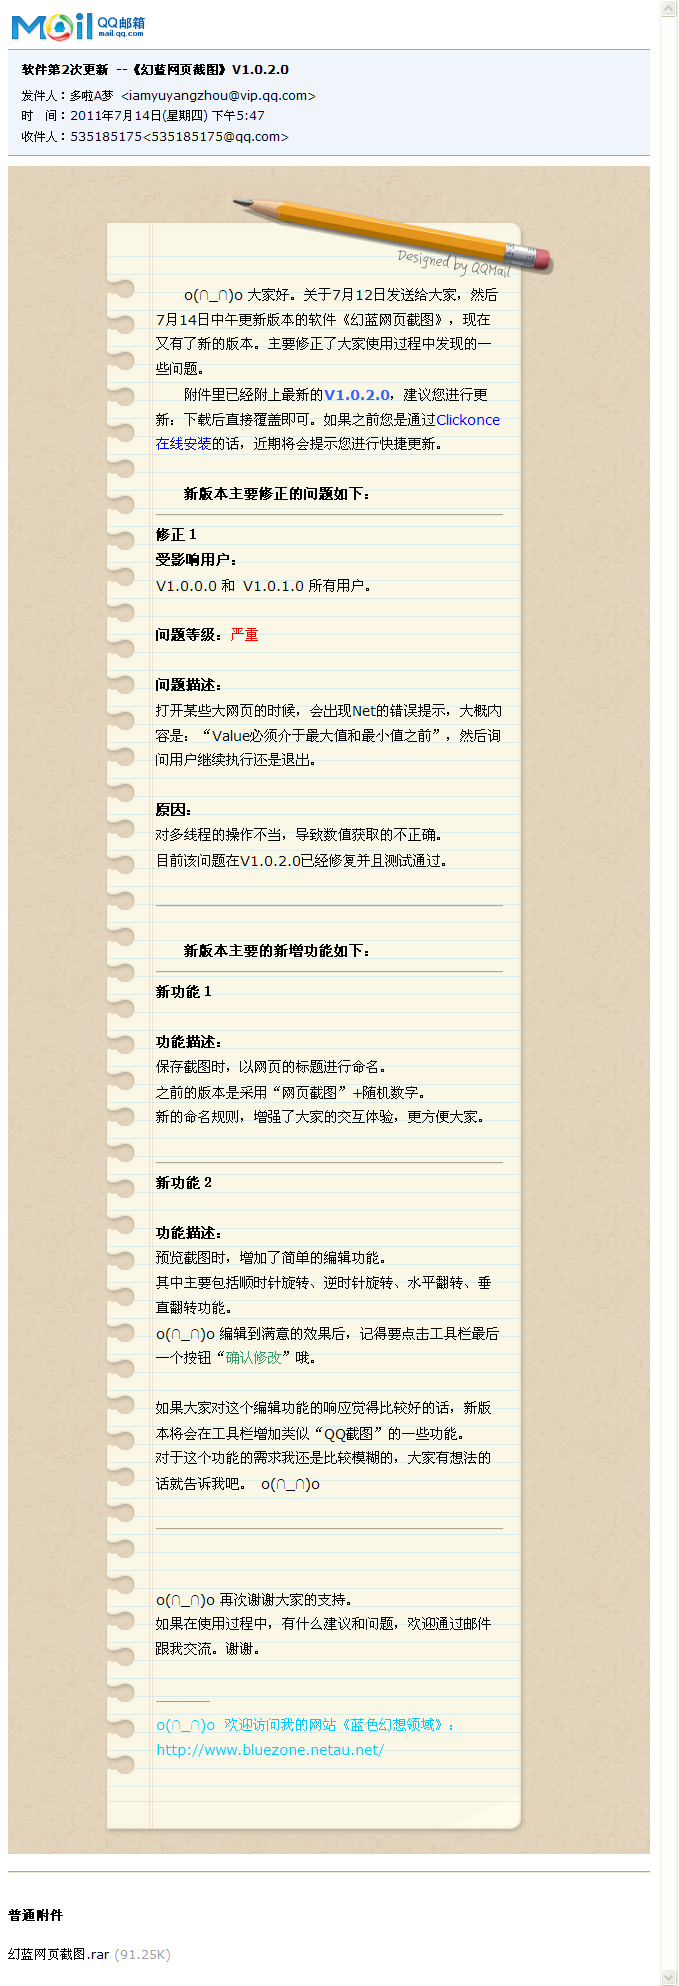 Mail QQ邮箱
mail.qq.com
软件第2次更新 --《幻蓝网页截图》V1.0.2.0
发件人：多啦A梦 <iamyuyangzhou@vip.qq.com>
时 间：2011年7月14日(星期四) 下午5:47
收件人：535185175<535185175@qq.com>
Designed by QQMail
o(∩_∩)o 大家好。关于7月12日发送给大家，然后
7月14日中午更新版本的软件《幻蓝网页截图》，现在
又有了新的版本。主要修正了大家使用过程中发现的一
些问题。
附件里已经附上最新的V1.0.2.0，建议您进行更
新：下载后直接覆盖即可。如果之前您是通过Clickonce
在线安装的话，近期将会提示您进行快捷更新。
新版本主要修正的问题如下：
修正 1
受影响用户：
V1.0.0.0 和 V1.0.1.0 所有用户。
问题等级：严重
问题描述：
打开某些大网页的时候，会出现Net的错误提示，大概内
容是：“Value必须介于最大值和最小值之前”，然后询
问用户继续执行还是退出。
原因：
对多线程的操作不当，导致数值获取的不正确。
目前该问题在V1.0.2.0已经修复并且测试通过。
新版本主要的新增功能如下：
新功能 1
功能描述：
保存截图时，以网页的标题进行命名。
之前的版本是采用“网页截图”+随机数字。
新的命名规则，增强了大家的交互体验，更方便大家。
新功能 2
功能描述：
预览截图时，增加了简单的编辑功能。
其中主要包括顺时针旋转、逆时针旋转、水平翻转、垂
直翻转功能。
o(∩_∩)o 编辑到满意的效果后，记得要点击工具栏最后
一个按钮“确认修改”哦。
如果大家对这个编辑功能的响应觉得比较好的话，新版
本将会在工具栏增加类似“QQ截图”的一些功能。
对于这个功能的需求我还是比较模糊的，大家有想法的
话就告诉我吧。 o(∩_∩)o
o(∩_∩)o 再次谢谢大家的支持。
如果在使用过程中，有什么建议和问题，欢迎通过邮件
跟我交流。谢谢。
o(∩_∩)o 欢迎访问我的网站《蓝色幻想领域》：
http://www.bluezone.netau.net/
普通附件
幻蓝网页截图.rar (91.25K)